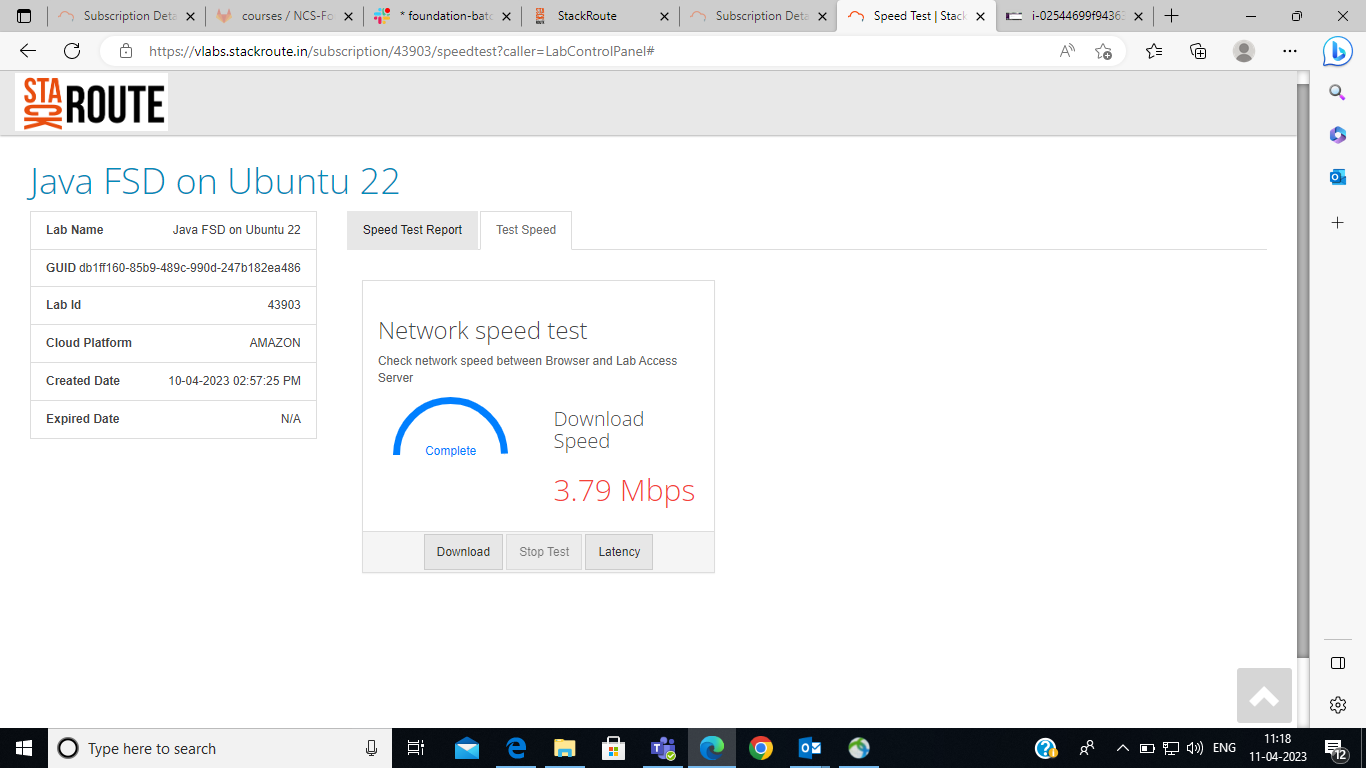 Subscription Deta
courses / NCS-Fo
* foundation-batc
StackRoute
Subscription Deta
Speed Test | Stack
i-02544699f94363
https://vlabs.stackroute.in/subscription/43903/speedtest?caller=LabControlPanel#
STACK ROUTE
Java FSD on Ubuntu 22
Lab Name Java FSD on Ubuntu 22
GUID db1ff160-85b9-489c-990d-247b182ea486
Lab Id 43903
Cloud Platform AMAZON
Created Date 10-04-2023 02:57:25 PM
Expired Date N/A
Speed Test Report
Test Speed
Network speed test
Check network speed between Browser and Lab Access
Server
Complete
Download
Speed
3.79 Mbps
Download
Stop Test
Latency
Type here to search
ENG
11:18
11-04-2023
12